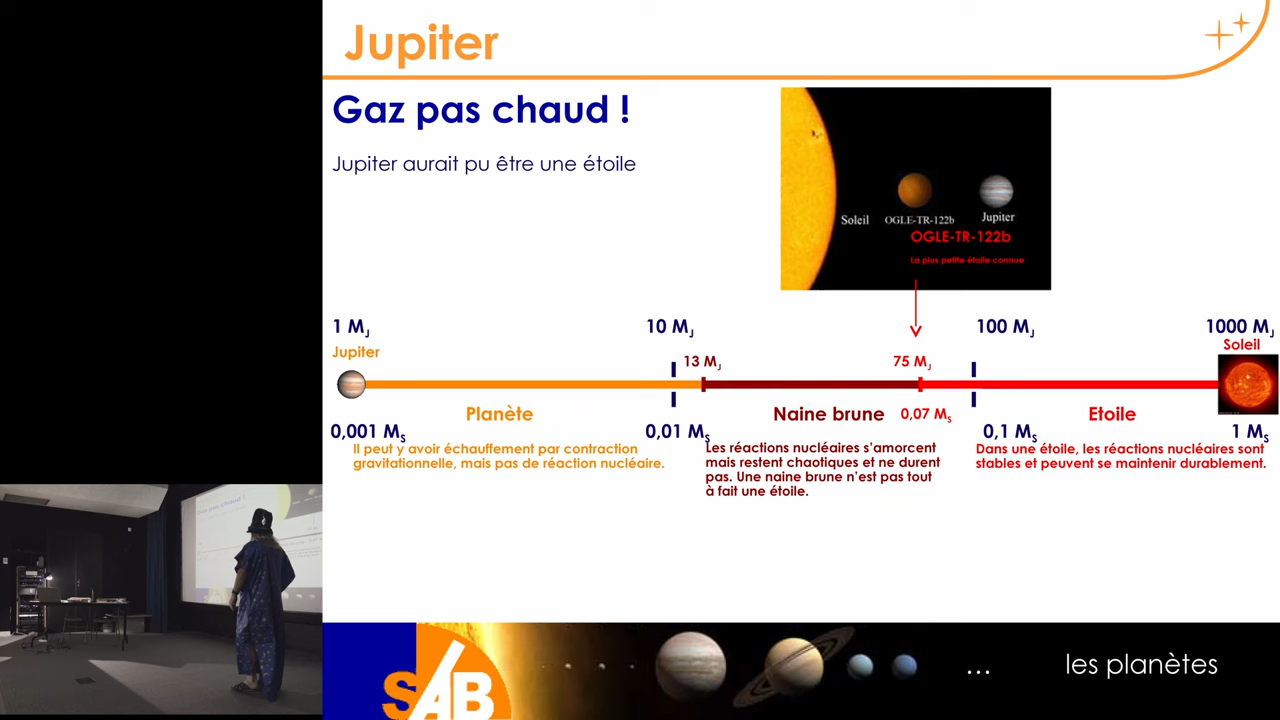 Jupiter
Gaz pas chaud !
Jupiter aurait pu être une étoile
Soleil
OGLE-TR-122b
Jupiter
OGLE-TR-122b
La plus petite étoile connue
1 MJ
10 MJ
100 MJ
1000 MJ
Jupiter
13 MJ
75 MJ
Soleil
Planète
Naine brune
0,07 MS
Etoile
0,001 MS
0,01 MS
0,1 MS
1 MS
Il peut y avoir échauffement par contraction
gravitationnelle, mais pas de réaction nucléaire.
Les réactions nucléaires s’amorcent
mais restent chaotiques et ne durent
pas. Une naine brune n’est pas tout
à fait une étoile.
Dans une étoile, les réactions nucléaires sont
stables et peuvent se maintenir durablement.
Gaz pas chaud !
SAB
... les planètes